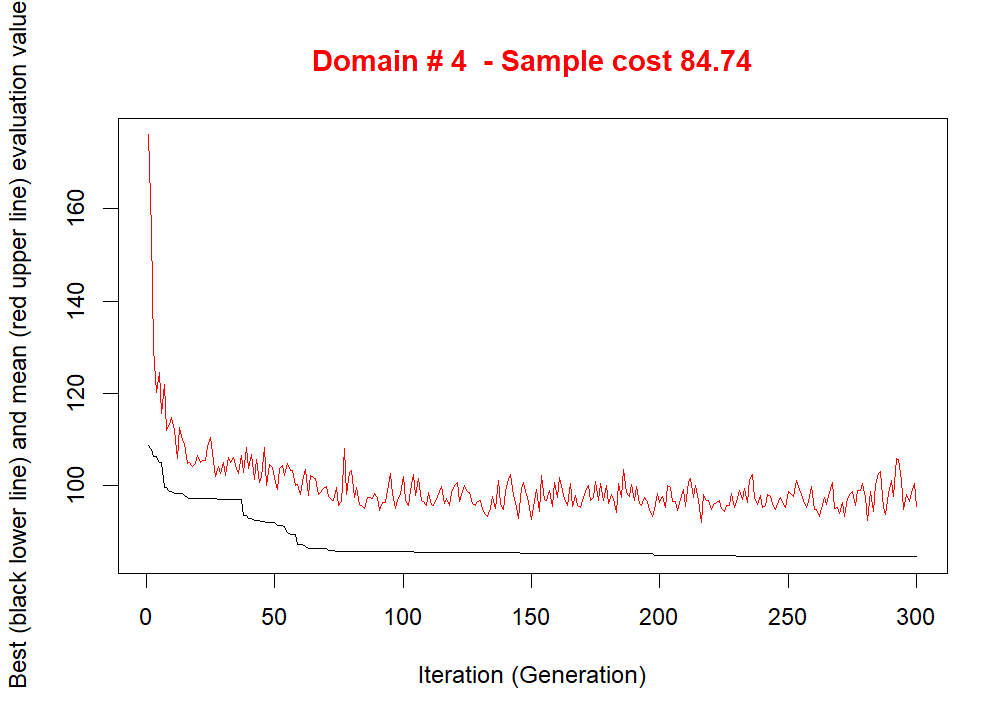 Domain # 4  - Sample cost 84.74
Best (black lower line) and mean (red upper line) evaluation value
160
140
120
100
0 50 100 150 200 250 300
Iteration (Generation)